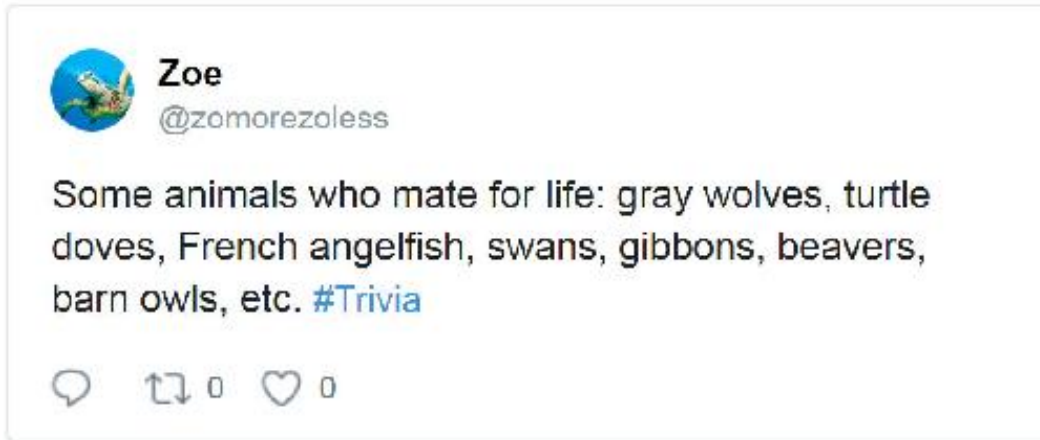 Zoe
@zomorezoless
Some animals who mate for life: gray wolves, turtle
doves, French angelfish, swans, gibbons, beavers,
barn owls, etc. #Trivia
0 0